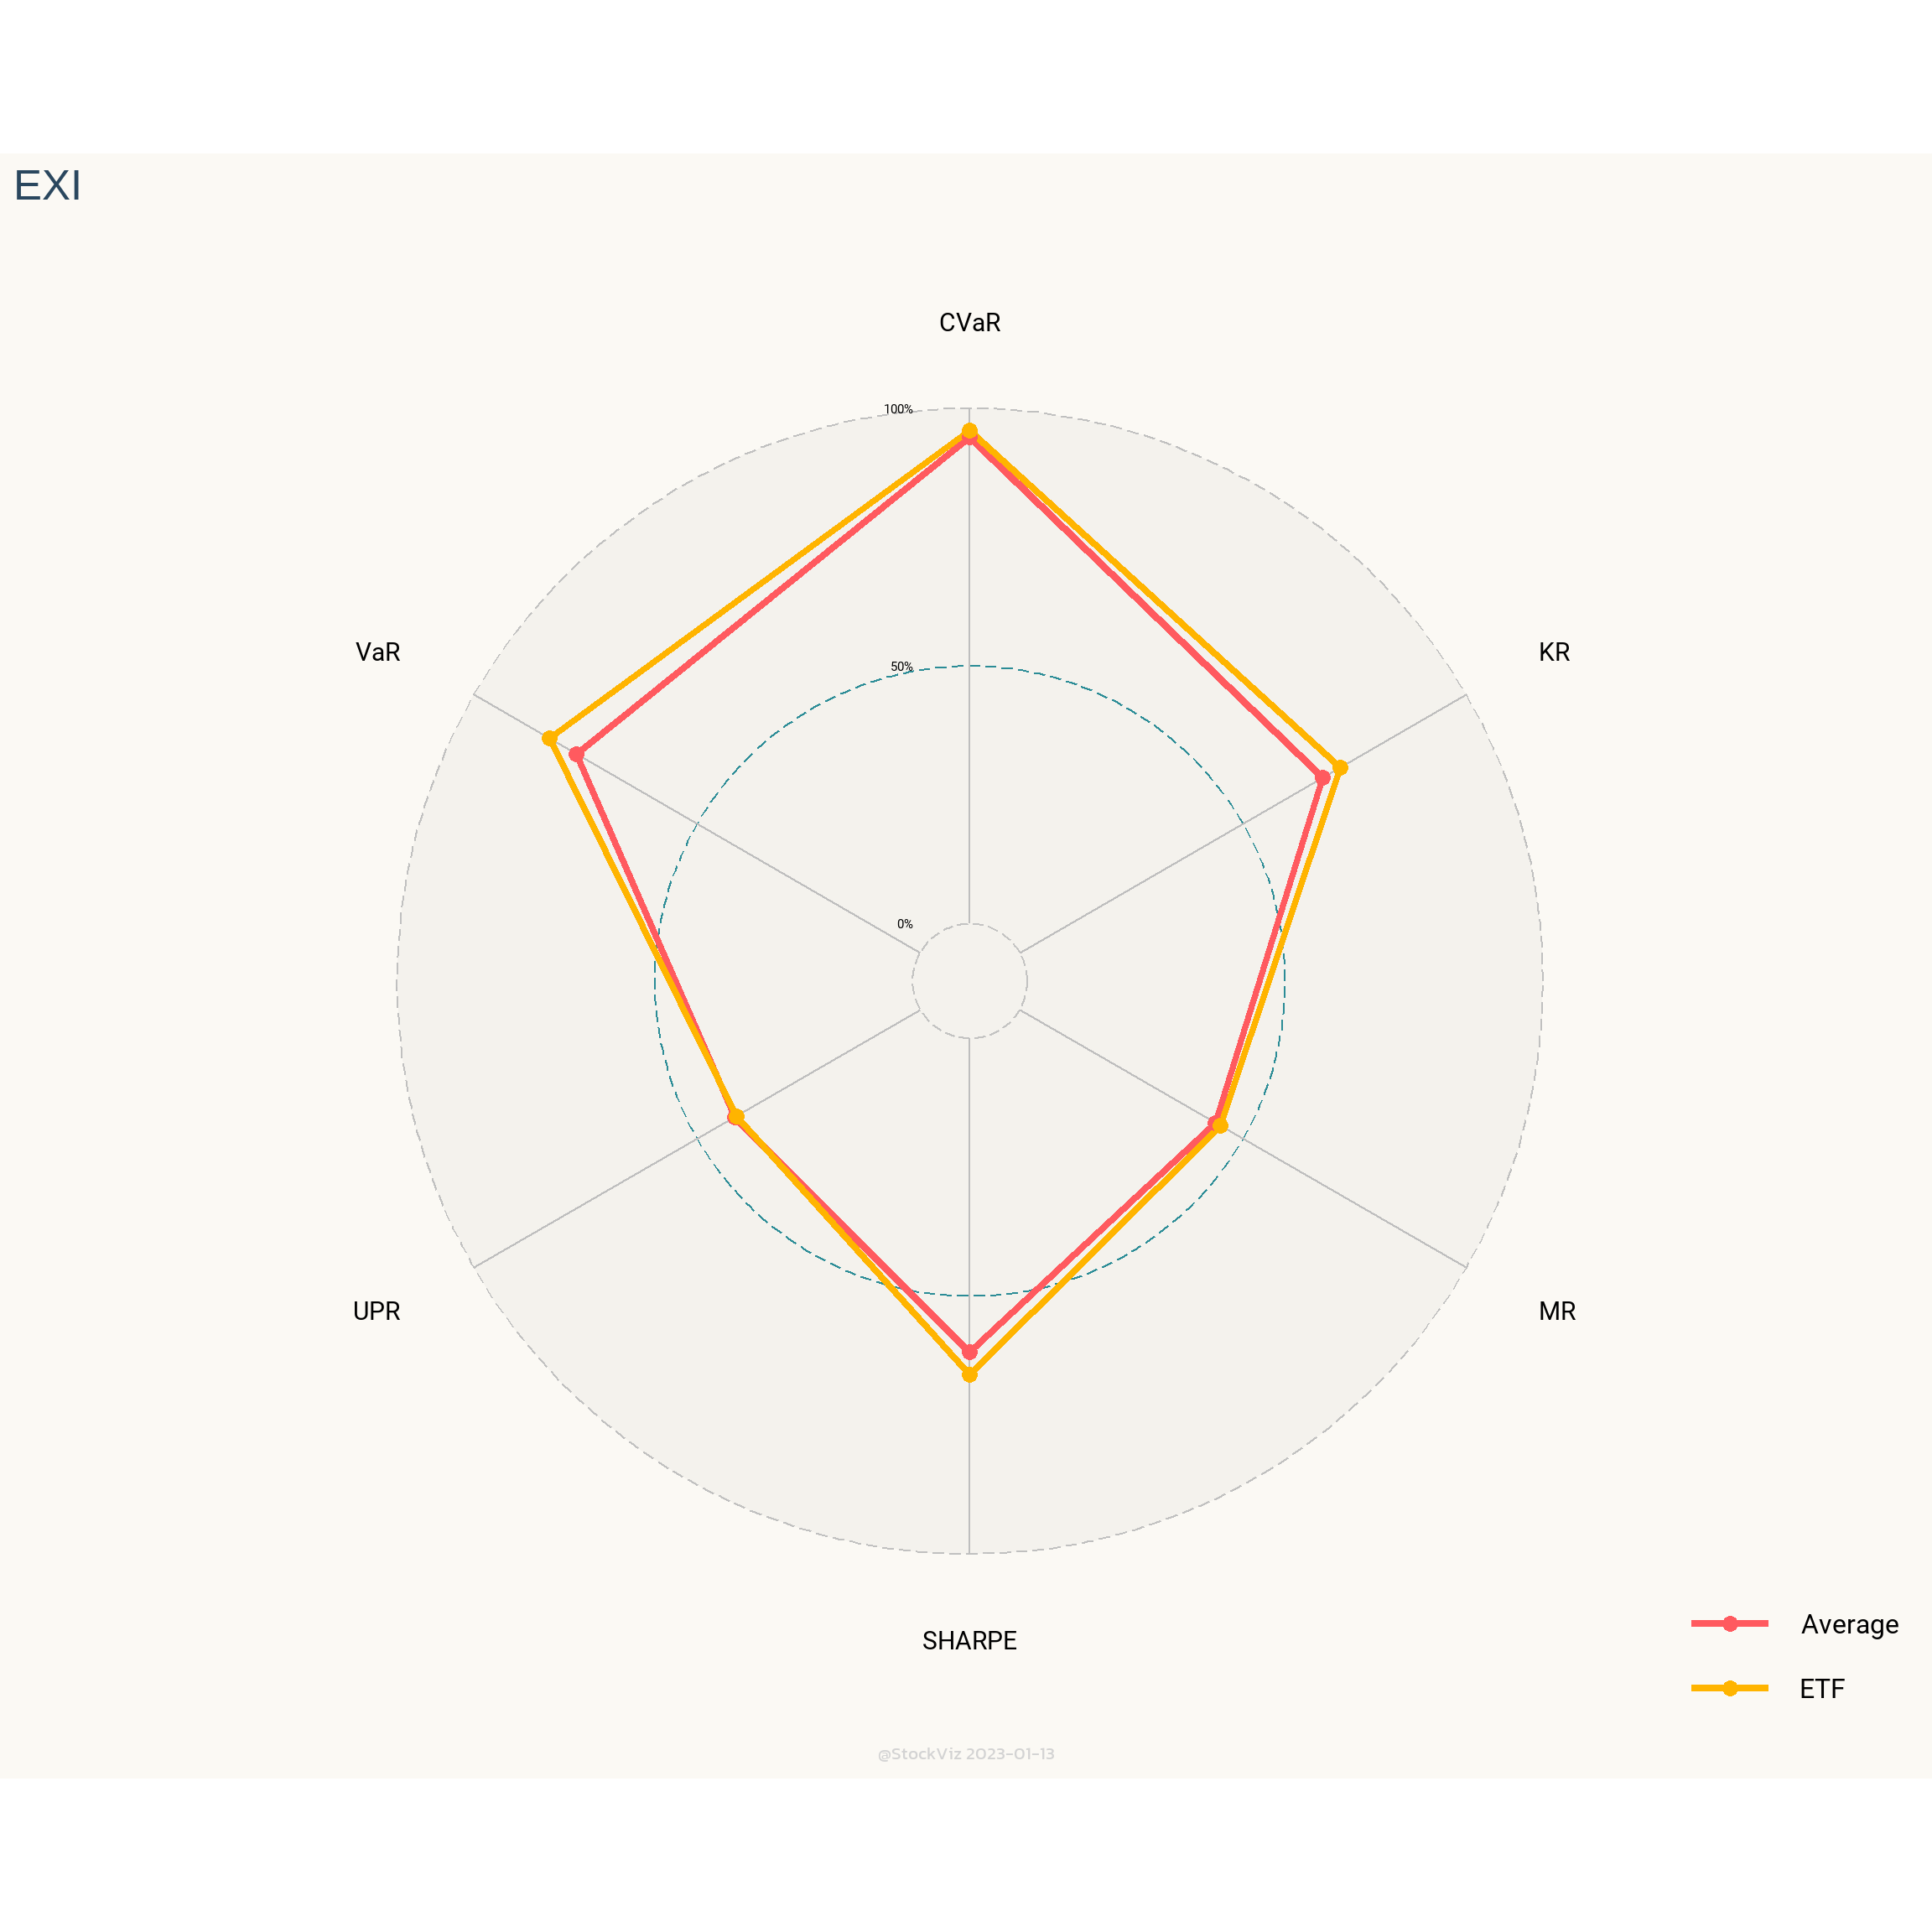 EXI
CVaR
100%
VaR
KR
50%
0%
UPR
MR
SHARPE
Average
ETF
@StockViz 2023-01-13